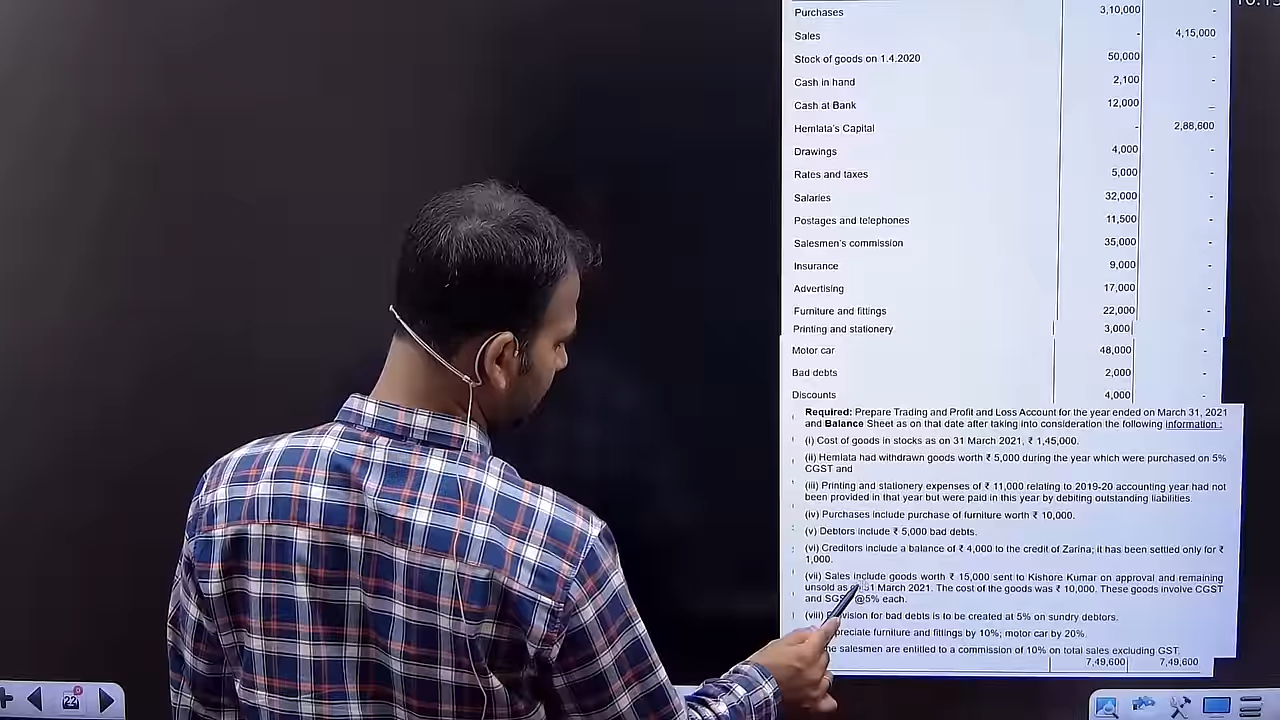 Purchases 3,10,000 -
Sales - 4,15,000
Stock of goods on 1.4.2020 50,000 -
Cash in hand 2,100 -
Cash at Bank 12,000 _
Hemlata's Capital - 2,88,600
Drawings 4,000 -
Rates and taxes 5,000 -
Salaries 32,000 -
Postages and telephones 11,500 -
Salesmen's commission 35,000 -
Insurance 9,000 -
Advertising 17,000 -
Furniture and fittings 22,000 -
Printing and stationery 3,000 -
Motor car 48,000 -
Bad debts 2,000 -
Discounts 4,000 -
Required: Prepare Trading and Profit and Loss Account for the year ended on March 31, 2021
and Balance Sheet as on that date after taking into consideration the following information :
(i) Cost of goods in stocks as on 31 March 2021, ₹ 1,45,000.
(ii) Hemlata had withdrawn goods worth ₹ 5,000 during the year which were purchased on 5%
CGST and
(iii) Printing and stationery expenses of ₹ 11,000 relating to 2019-20 accounting year had not
been provided in that year but were paid in this year by debiting outstanding liabilities.
(iv) Purchases include purchase of furniture worth ₹ 10,000.
(v) Debtors include ₹ 5,000 bad debts.
(vi) Creditors include a balance of ₹ 4,000 to the credit of Zarina; it has been settled only for ₹
1,000.
(vii) Sales include goods worth ₹ 15,000 sent to Kishore Kumar on approval and remaining
unsold as 31 March 2021. The cost of the goods was ₹ 10,000. These goods involve CGST
and @5% each.
(viii) for bad debts is to be created at 5% on sundry debtors.
furniture and fittings by 10%; motor car by 20%.
salesmen are entitled to a commission of 10% on total sales excluding GST.
7,49,600 7,49,600
22